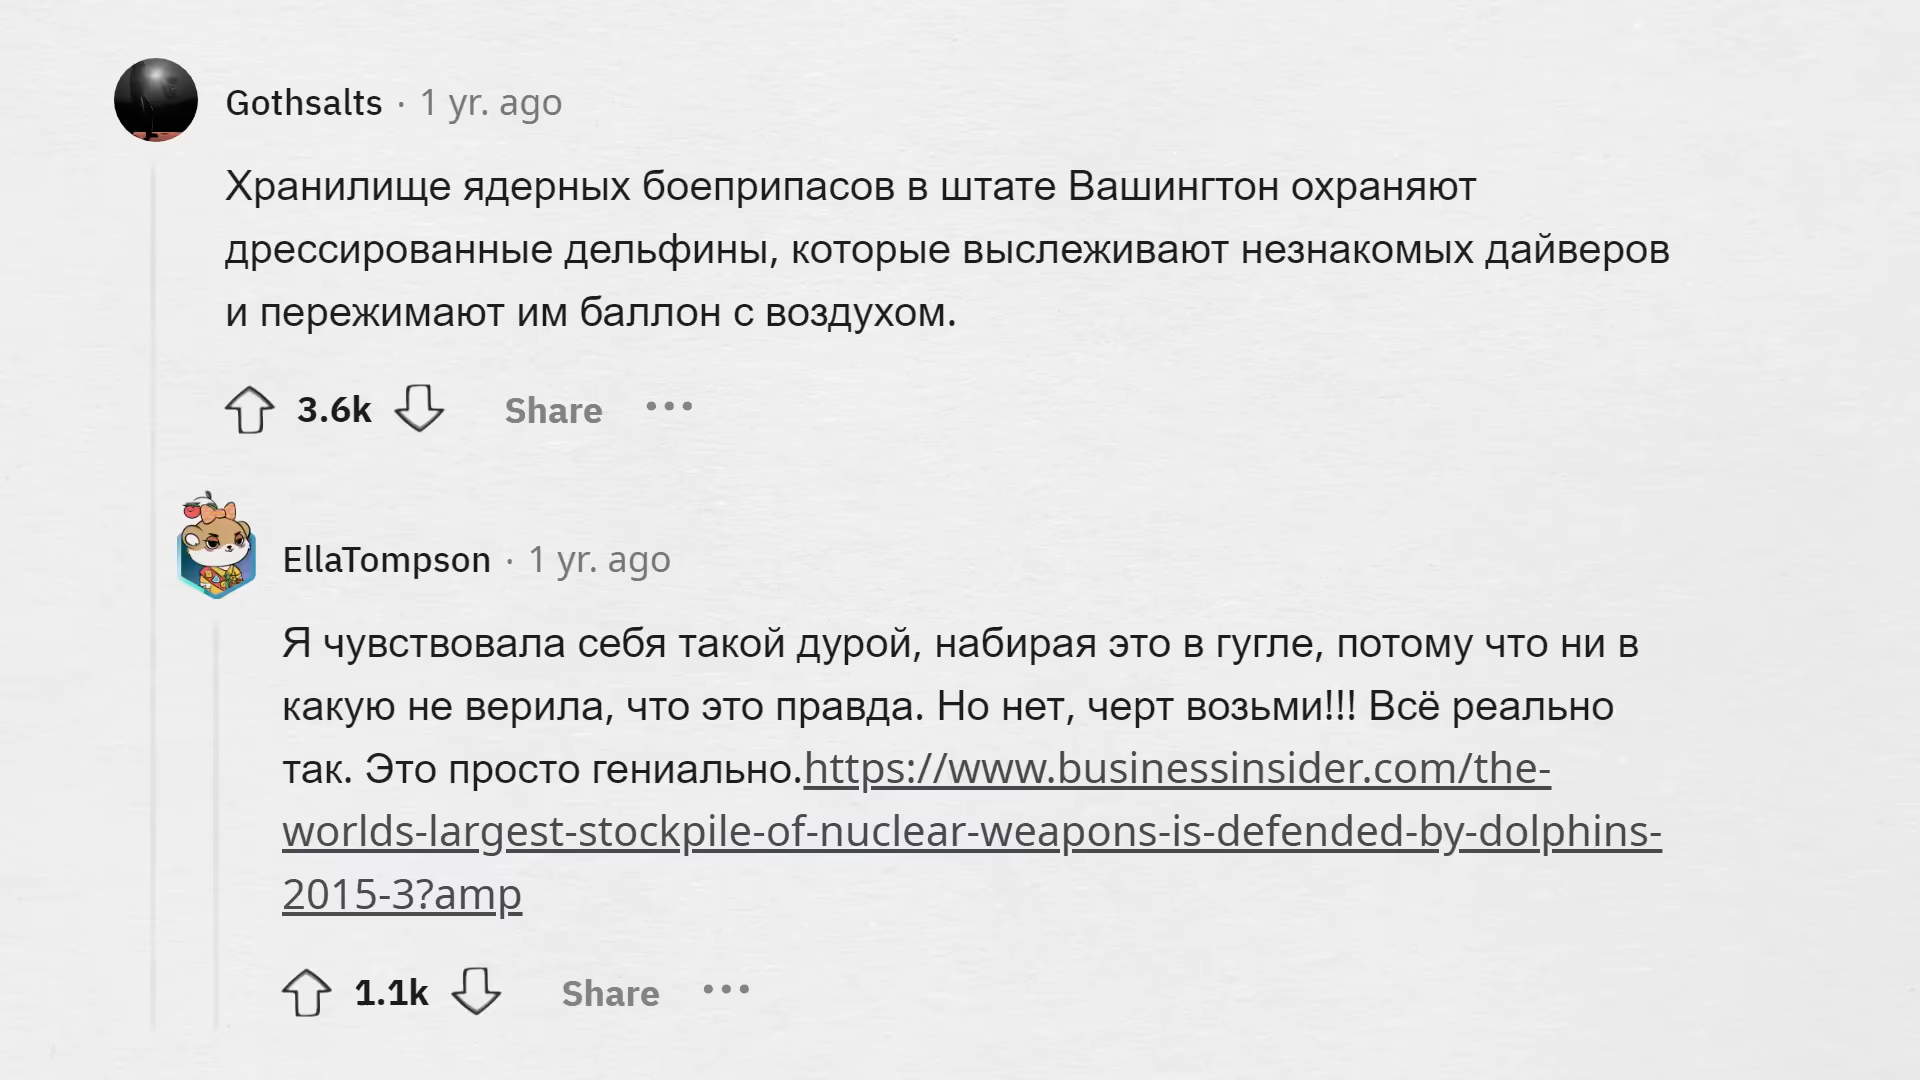 Gothsalts · 1 yr. ago
Хранилище ядерных боеприпасов в штате Вашингтон охраняют
дрессированные дельфины, которые выслеживают незнакомых дайверов
и пережимают им баллон с воздухом.
3.6k Share ...
EllaTompson · 1 yr. ago
Я чувствовала себя такой дурой, набирая это в гугле, потому что ни в
какую не верила, что это правда. Но нет, черт возьми!!! Всё реально
так. Это просто гениально.https://www.businessinsider.com/the-
worlds-largest-stockpile-of-nuclear-weapons-is-defended-by-dolphins-
2015-3?amp
1.1k Share ...